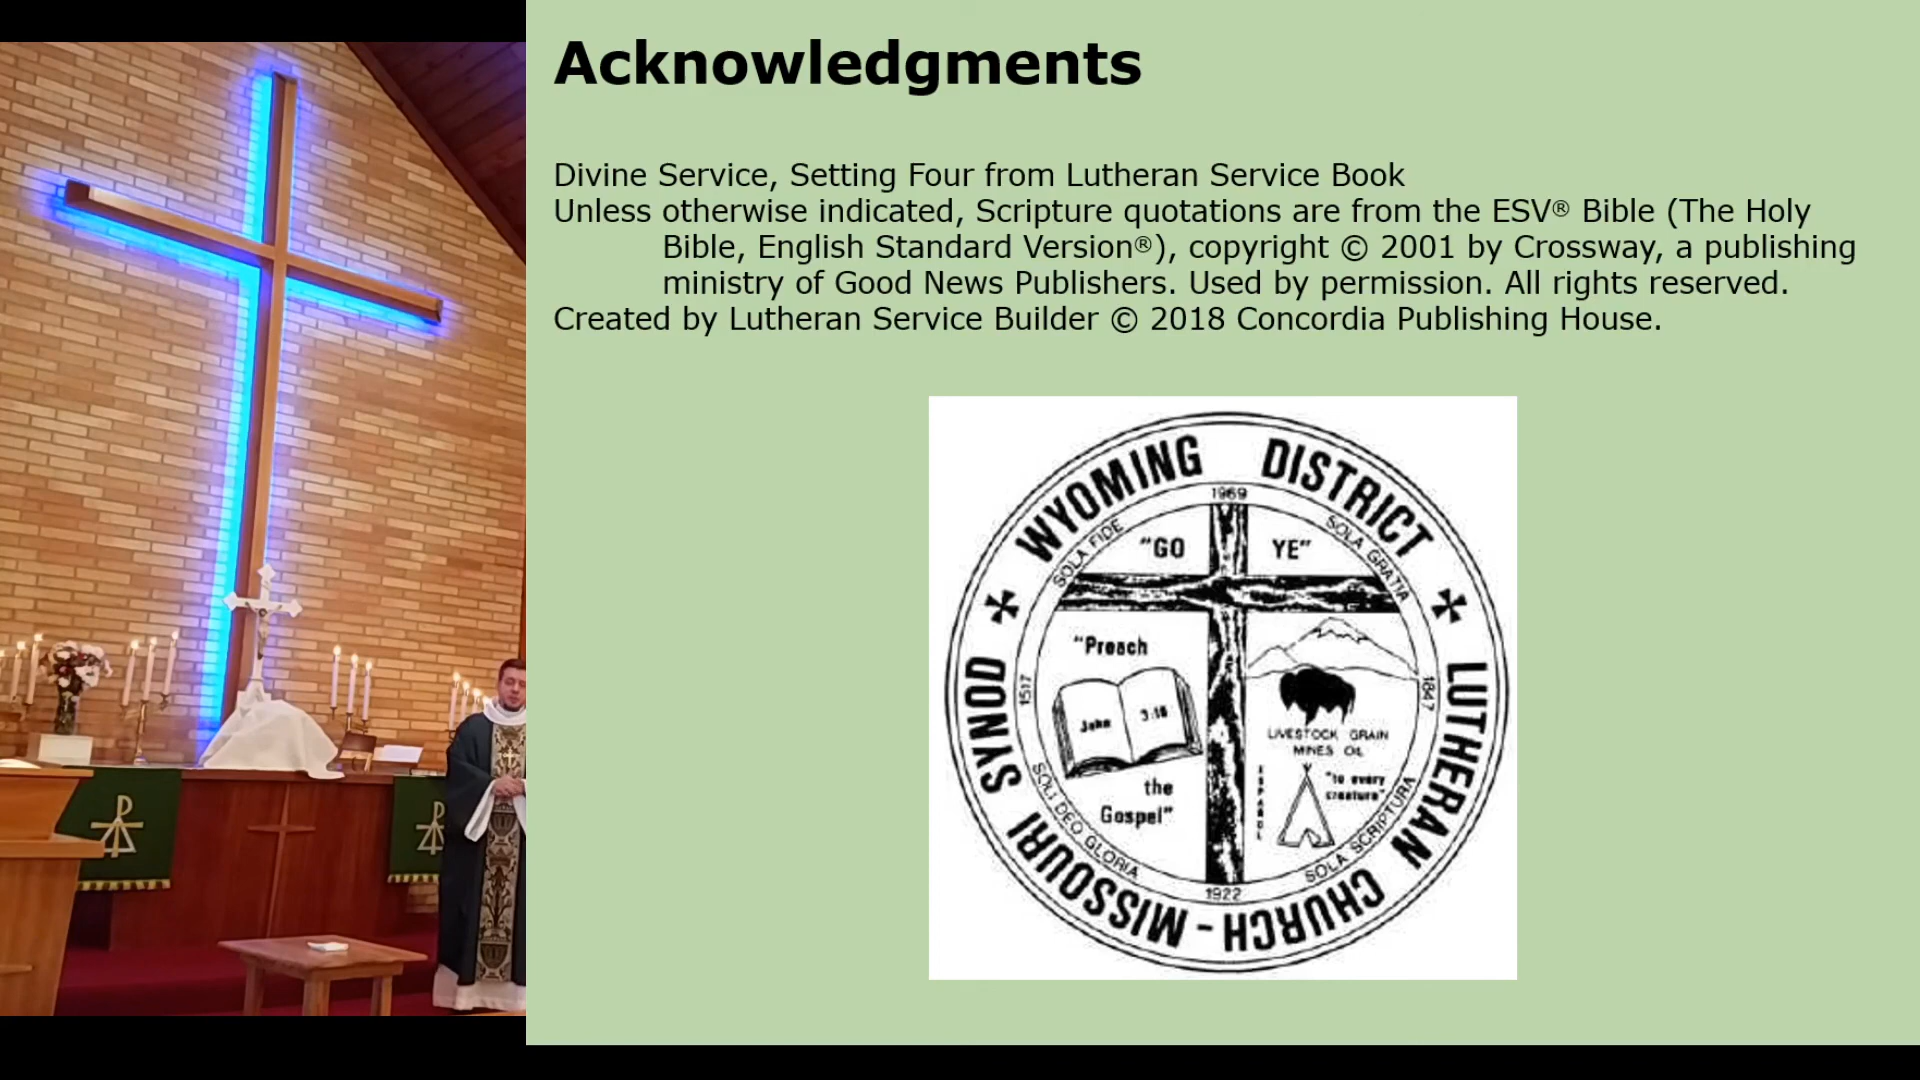 Acknowledgments
Divine Service, Setting Four from Lutheran Service Book
Unless otherwise indicated, Scripture quotations are from the ESV® Bible (The Holy
Bible, English Standard Version®), copyright © 2001 by Crossway, a publishing
ministry of Good News Publishers. Used by permission. All rights reserved.
Created by Lutheran Service Builder © 2018 Concordia Publishing House.
WYOMING DISTRICT
LUTHERAN CHURCH - MISSOURI SYNOD
1969
SOLA FIDE
SOLA GRATIA
"GO YE"
"Preach
John 3:16
the
Gospel"
1517
1847
LIVESTOCK GRAIN
MINES OIL
"to every
creature"
SOLI DEO GLORIA
SOLA SCRIPTURA
1922